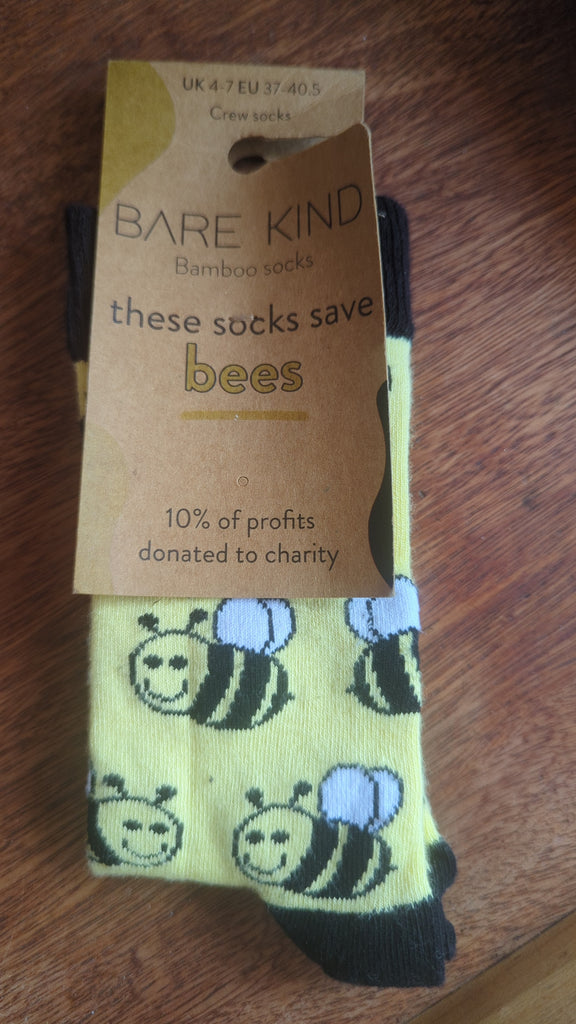 UK 4-7 EU 37-40.5
Crew socks
BARE KIND
Bamboo socks
these socks save
bees
10% of profits
donated to charity